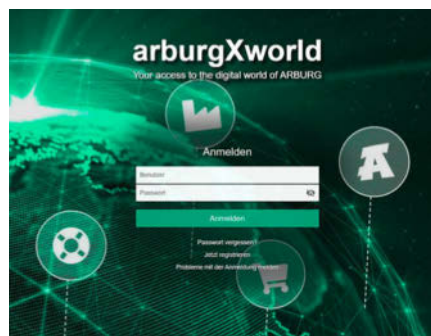 arburgXworld
Your access to the digital world of ARBURG
Anmelden
Benutzer
Passwort
Anmelden
Passwort vergessen?
Jetzt registrieren
Probleme mit der Anmeldung melden